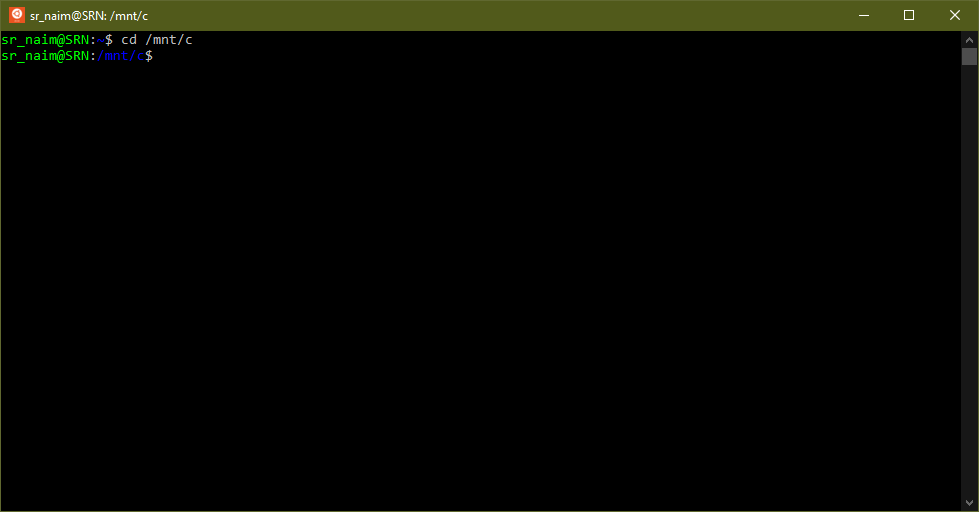 sr_naim@SRN: /mnt/c
sr_naim@SRN:~$ cd /mnt/c
sr_naim@SRN:/mnt/c$